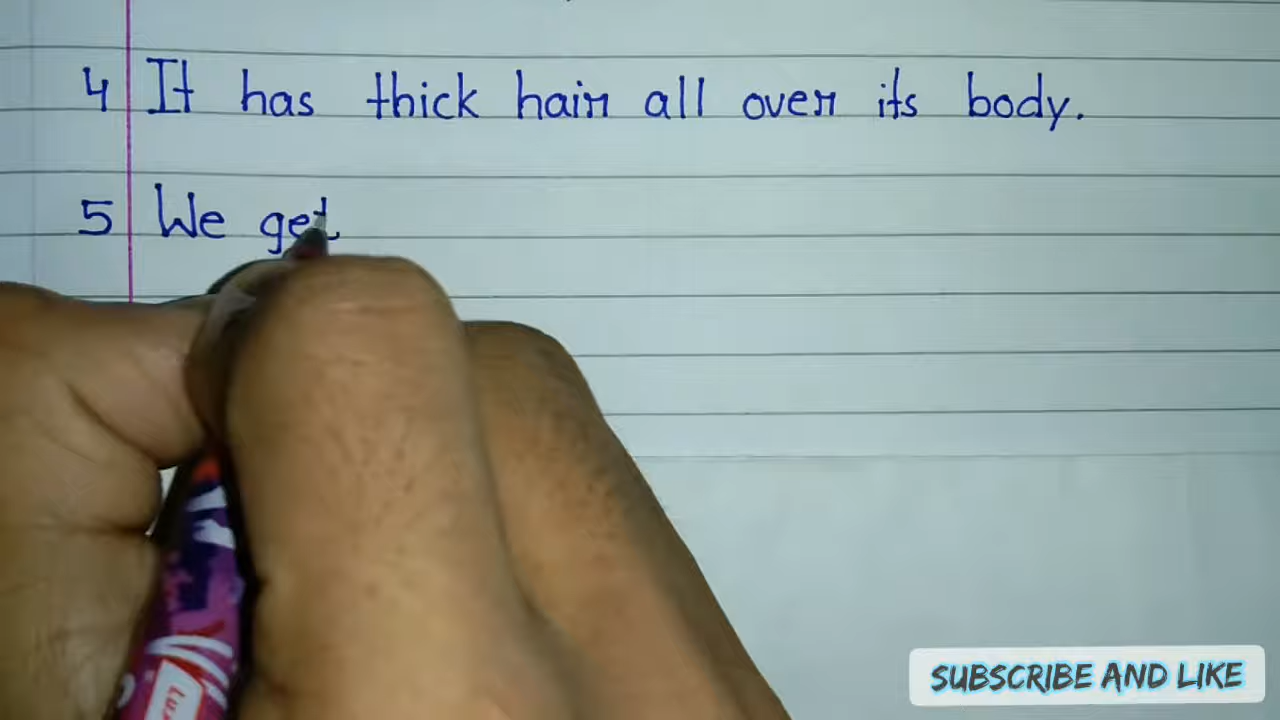 4 It has thick hair all over its body.
5 We get
SUBSCRIBE AND LIKE